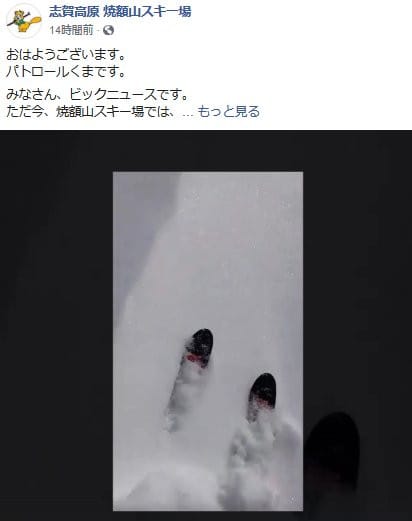 志賀高原 焼額山スキー場
14時間前 ·
おはようございます。
パトロールくまです。
みなさん、ビックニュースです。
ただ今、焼額山スキー場では、... もっと見る